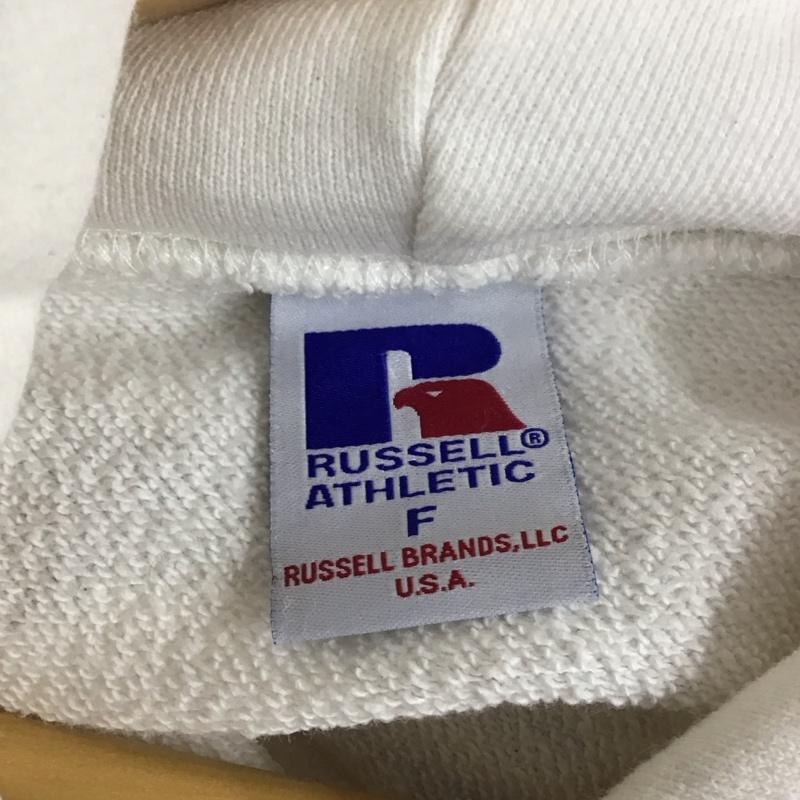 RUSSELL®
ATHLETIC
F
RUSSELL BRANDS,LLC
U.S.A.